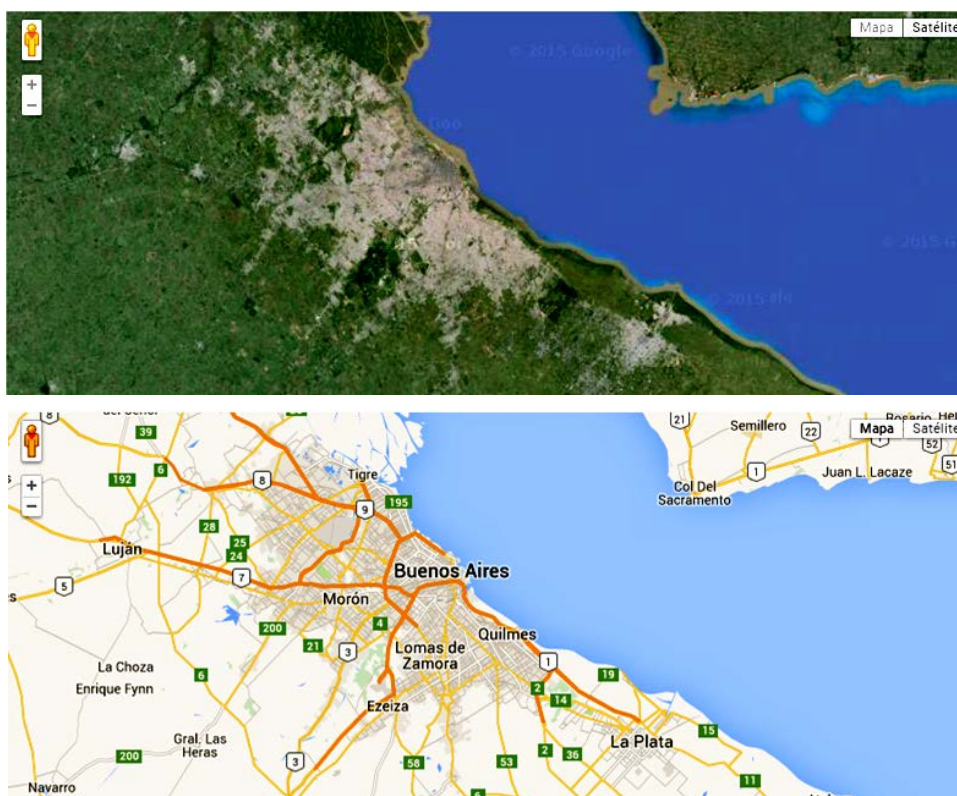 Mapa Satélite
© 2015 Google
+
−
8
39
192
6
8
Tigre
9
195
28
25
24
Luján
7
5
Buenos Aires
Morón
4
200
21
3
Lomas de
Zamora
Quilmes
1
2
14
19
La Choza
Enrique Fynn
6
Ezeiza
Gral. Las
Heras
200
3
La Plata
15
2
36
58
53
11
Navarro
6
21
Semillero
22
Mapa Satélite
52
51
1
Juan L. Lacaze
Col Del
Sacramento
+
−